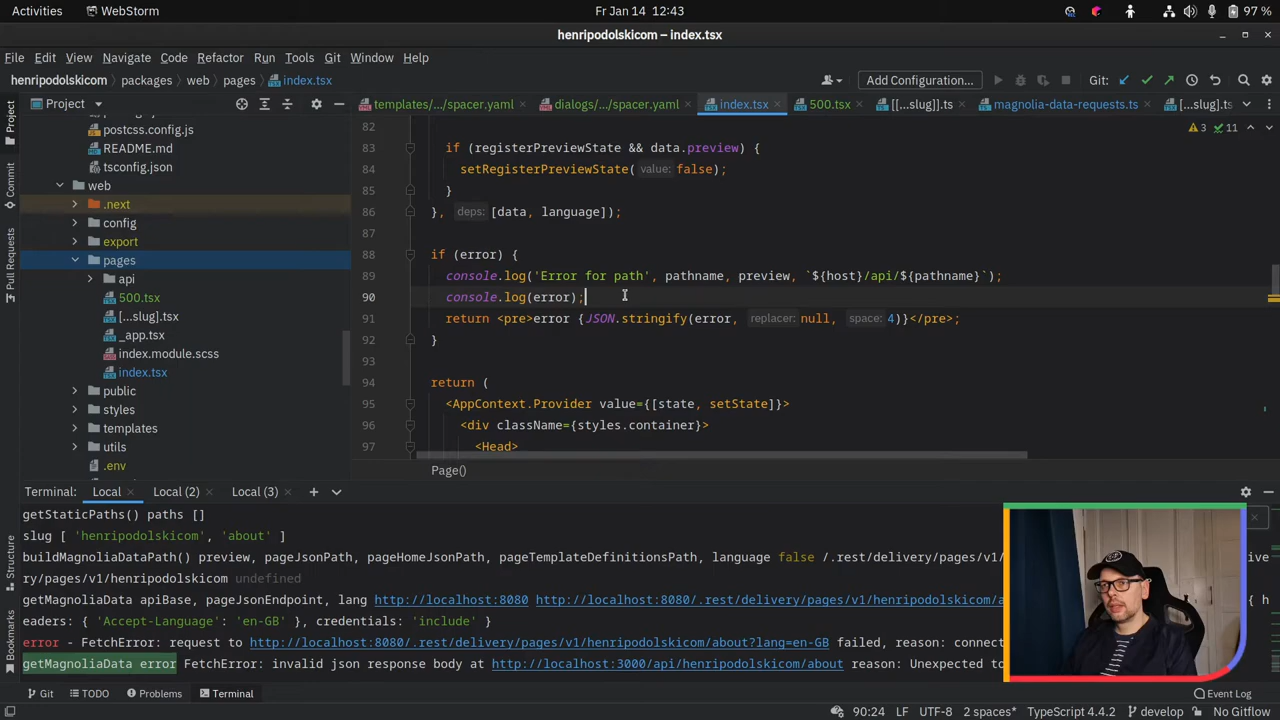 Activities WebStorm Fr Jan 14 12:43 97 %
henripodolskicom – index.tsx
File Edit View Navigate Code Refactor Run Tools Git Window Help
henripodolskicom packages web pages index.tsx Add Configuration... Git:
Project templates/.../spacer.yaml dialogs/.../spacer.yaml index.tsx 500.tsx [[...slug]].ts magnolia-data-requests.ts [...slug].ts
postcss.config.js
README.md
tsconfig.json
web
.next
config
export
pages
api
500.tsx
[...slug].tsx
_app.tsx
index.module.scss
index.tsx
public
styles
templates
utils
.env
Project
Commit
Pull Requests
Structure
Bookmarks
3 11
82
83 if (registerPreviewState && data.preview) {
84 setRegisterPreviewState( value: false);
85 }
86 }, deps: [data, language]);
87
88 if (error) {
89 console.log('Error for path', pathname, preview, `${host}/api/${pathname}`);
90 console.log(error);
91 return <pre>error {JSON.stringify(error, replacer: null, space: 4)}</pre>;
92 }
93
94 return (
95 <AppContext.Provider value={[state, setState]}>
96 <div className={styles.container}>
97 <Head>
Page()
Terminal: Local Local (2) Local (3)
getStaticPaths() paths []
slug [ 'henripodolskicom', 'about' ]
buildMagnoliaDataPath() preview, pageJsonPath, pageHomeJsonPath, pageTemplateDefinitionsPath, language false /.rest/delivery/pages/v1/
ry/pages/v1/henripodolskicom undefined
getMagnoliaData apiBase, pageJsonEndpoint, lang http://localhost:8080 http://localhost:8080/.rest/delivery/pages/v1/henripodolskicom/a
eaders: { 'Accept-Language': 'en-GB' }, credentials: 'include' }
error - FetchError: request to http://localhost:8080/.rest/delivery/pages/v1/henripodolskicom/about?lang=en-GB failed, reason: connect
getMagnoliaData error FetchError: invalid json response body at http://localhost:3000/api/henripodolskicom/about reason: Unexpected to
Git TODO Problems Terminal Event Log
90:24 LF UTF-8 2 spaces* TypeScript 4.4.2 develop No Gitflow